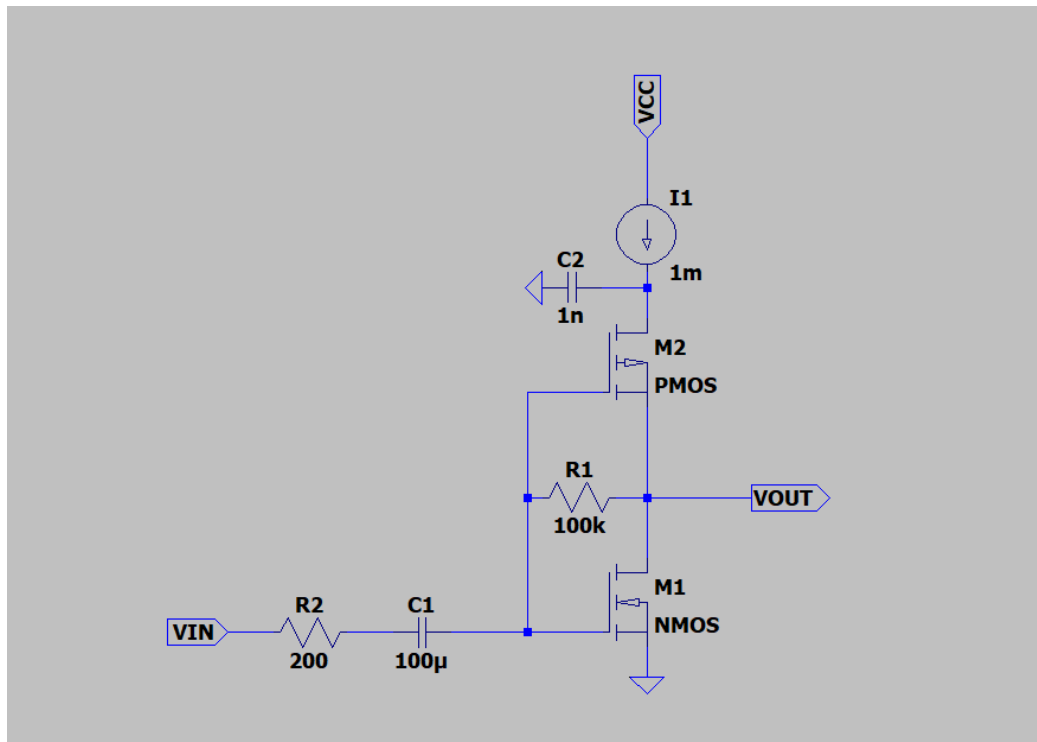 VCC
I1
1m
C2
1n
M2
PMOS
R1
100k
VOUT
M1
NMOS
R2
200
C1
100µ
VIN